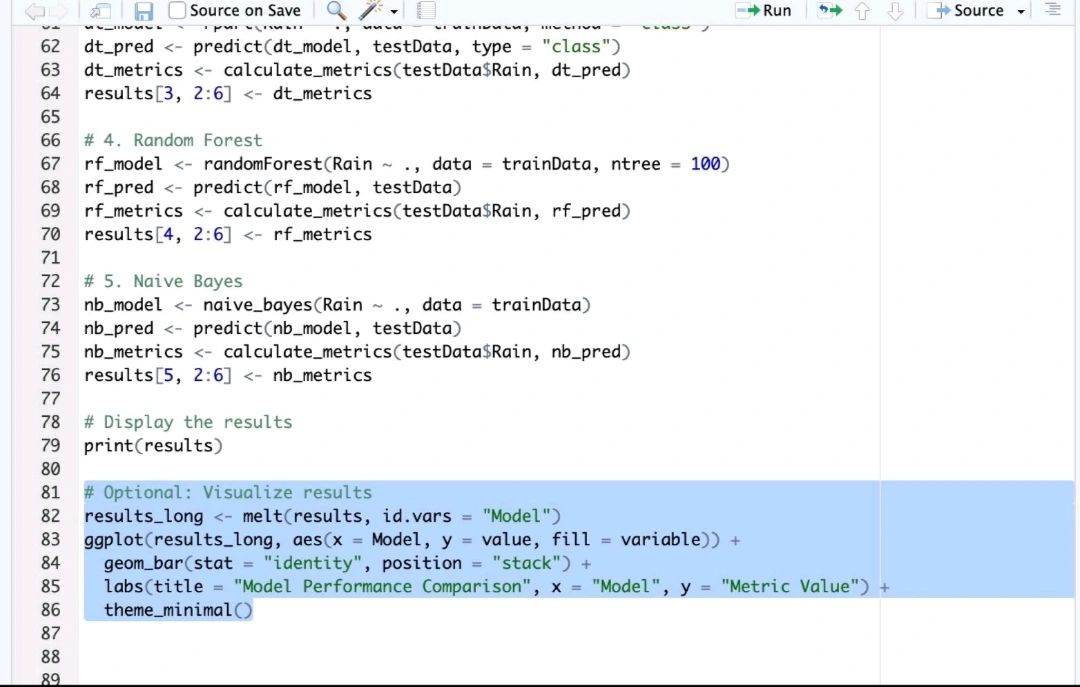 Source on Save Run Source
62 dt_pred <- predict(dt_model, testData, type = "class")
63 dt_metrics <- calculate_metrics(testData$Rain, dt_pred)
64 results[3, 2:6] <- dt_metrics
65
66 # 4. Random Forest
67 rf_model <- randomForest(Rain ~ ., data = trainData, ntree = 100)
68 rf_pred <- predict(rf_model, testData)
69 rf_metrics <- calculate_metrics(testData$Rain, rf_pred)
70 results[4, 2:6] <- rf_metrics
71
72 # 5. Naive Bayes
73 nb_model <- naive_bayes(Rain ~ ., data = trainData)
74 nb_pred <- predict(nb_model, testData)
75 nb_metrics <- calculate_metrics(testData$Rain, nb_pred)
76 results[5, 2:6] <- nb_metrics
77
78 # Display the results
79 print(results)
80
81 # Optional: Visualize results
82 results_long <- melt(results, id.vars = "Model")
83 ggplot(results_long, aes(x = Model, y = value, fill = variable)) +
84 geom_bar(stat = "identity", position = "stack") +
85 labs(title = "Model Performance Comparison", x = "Model", y = "Metric Value") +
86 theme_minimal()
87
88
89